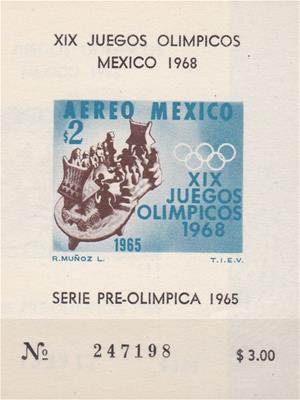 XIX JUEGOS OLIMPICOS
MEXICO 1968
AEREO MEXICO
$2
XIX
JUEGOS
OLIMPICOS
1968
1965
R.MUÑOZ L. T.I.E.V.
SERIE PRE-OLIMPICA 1965
No 247198 $3.00